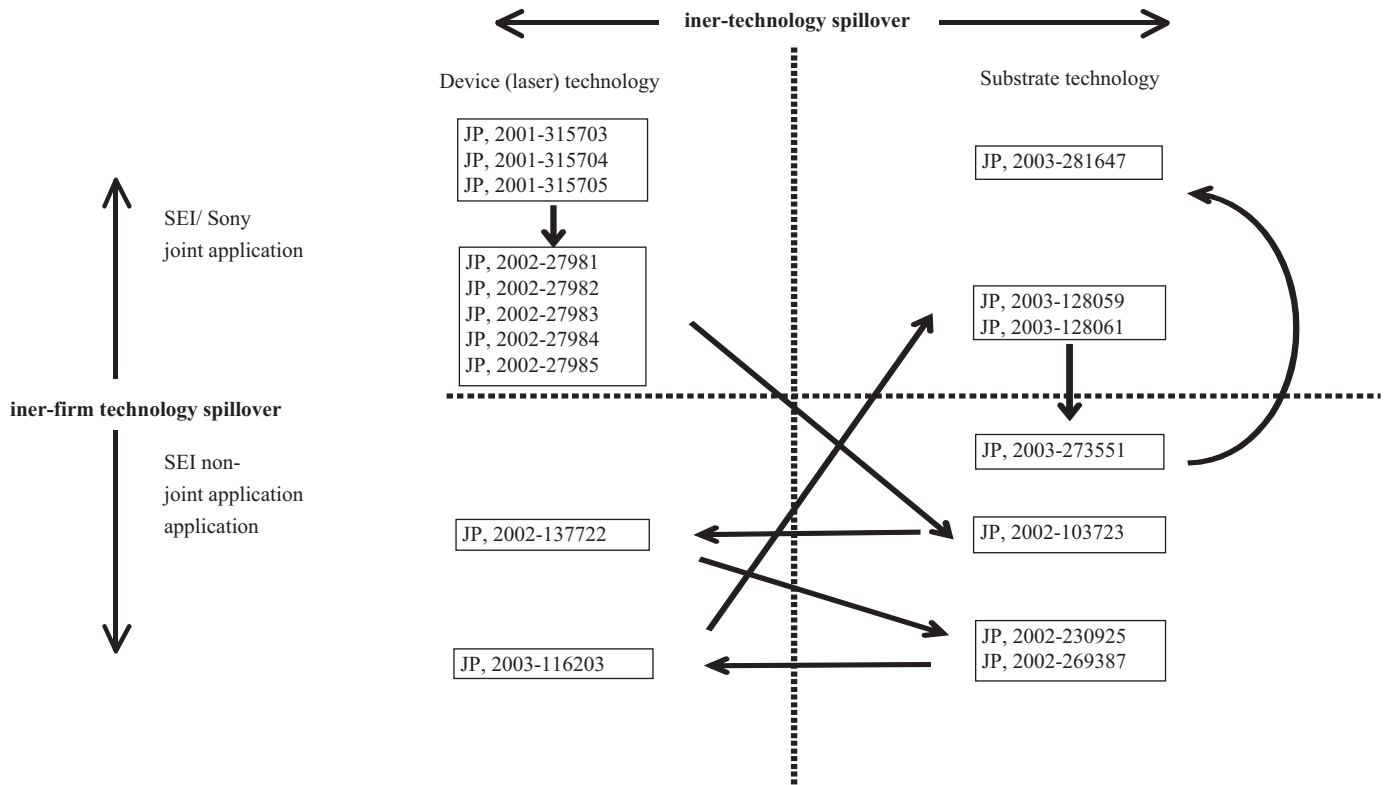 iner-technology spillover
Device (laser) technology
Substrate technology
JP, 2001-315703
JP, 2001-315704
JP, 2001-315705
JP, 2003-281647
SEI/ Sony
joint application
JP, 2002-27981
JP, 2002-27982
JP, 2002-27983
JP, 2002-27984
JP, 2002-27985
JP, 2003-128059
JP, 2003-128061
iner-firm technology spillover
SEI non-
joint application
application
JP, 2003-273551
JP, 2002-137722
JP, 2002-103723
JP, 2003-116203
JP, 2002-230925
JP, 2002-269387